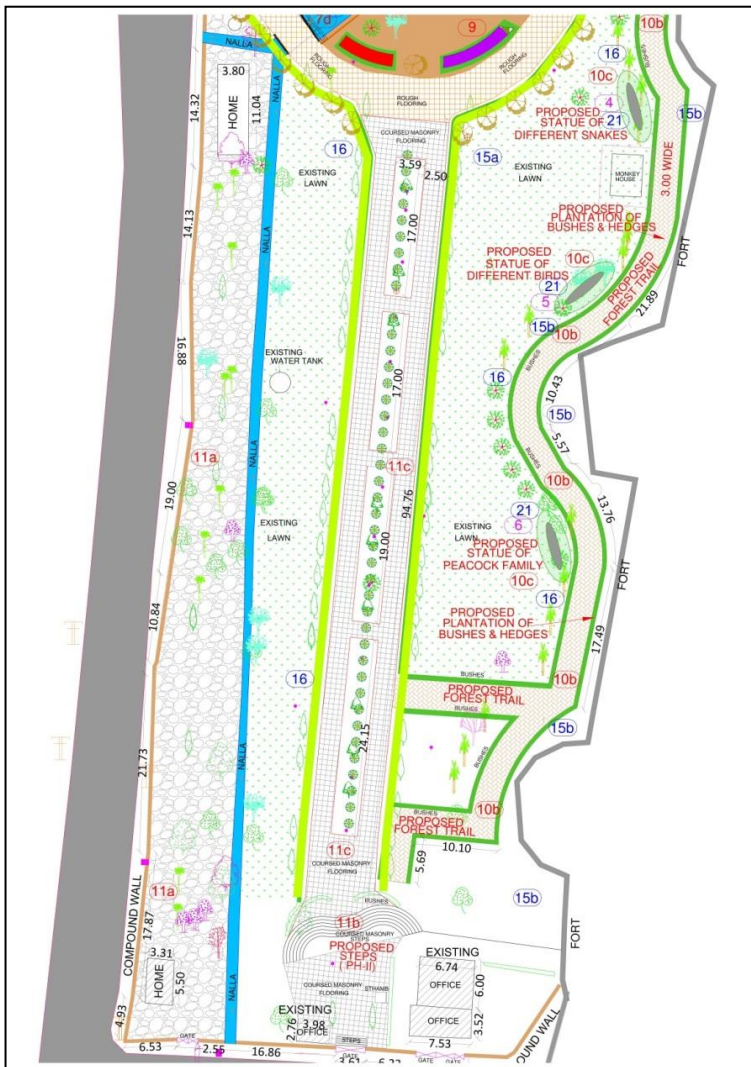 7d
9
10b
NALLA
16
ROUGH
FLOORING
ROUGH
FLOORING
10c
3.80
HOME
11.04
NALLA
14.32
ROUGH
FLOORING
4
21
15b
PROPOSED
STATUE OF
DIFFERENT SNAKES
COURSED MASONRY
FLOORING
16
15a
3.59
2.50
EXISTING
LAWN
EXISTING
LAWN
MONKEY
HOUSE
3.00 WIDE
PROPOSED
PLANTATION OF
BUSHES & HEDGES
14.13
NALLA
17.00
PROPOSED
STATUE OF
DIFFERENT BIRDS
10c
21
5
FORT
PROPOSED
FOREST TRAIL
21.89
15b
10b
16.88
EXISTING
WATER TANK
BUSHES
16
17.00
10.43
15b
5.57
NALLA
11a
11c
BUSHES
10b
19.00
94.76
13.76
21
6
EXISTING
LAWN
EXISTING
LAWN
19.00
PROPOSED
STATUE OF
PEACOCK FAMILY
10c
FORT
16
10.84
PROPOSED
PLANTATION OF
BUSHES & HEDGES
17.49
16
BUSHES
10b
PROPOSED
FOREST TRAIL
BUSHES
15b
NALLA
21.73
24.15
BUSHES
BUSHES
10b
PROPOSED
FOREST TRAIL
11c
10.10
5.69
COURSED MASONRY
FLOORING
11a
BUSHES
15b
COMPOUND WALL
17.87
11b
COURSED MASONRY
STEPS
PROPOSED
STEPS
( PH-II)
FORT
3.31
HOME
5.50
EXISTING
6.74
OFFICE
6.00
NALLA
COURSED MASONRY
FLOORING
STHAMB
EXISTING
3.98
OFFICE
2.76
OFFICE
3.52
7.53
4.93
GATE
6.53
2.55
16.86
STEPS
GATE
3.61
GATE
GATE
OUND WALL